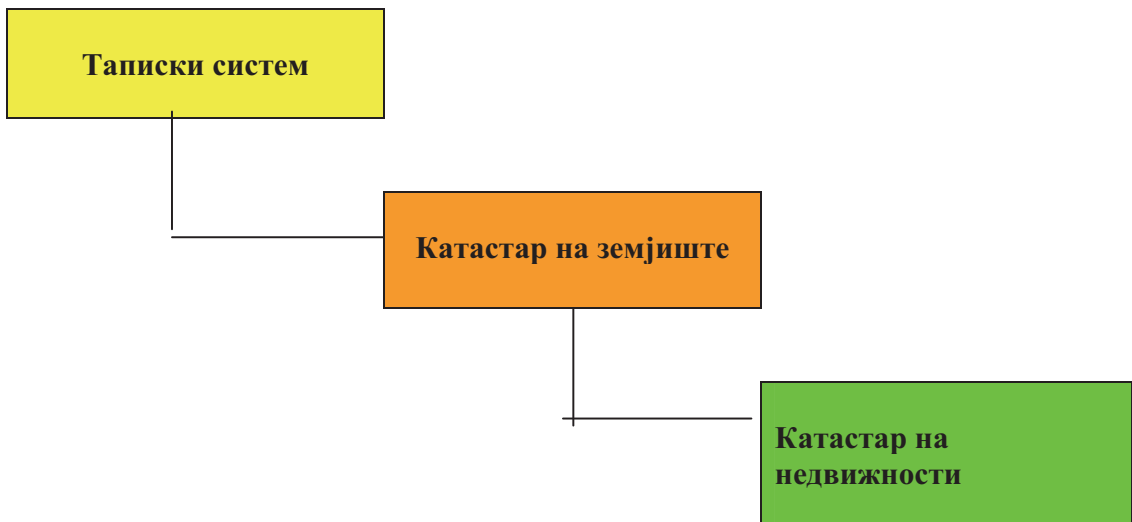 Таписки систем
Катастар на земјиште
Катастар на
недвижности